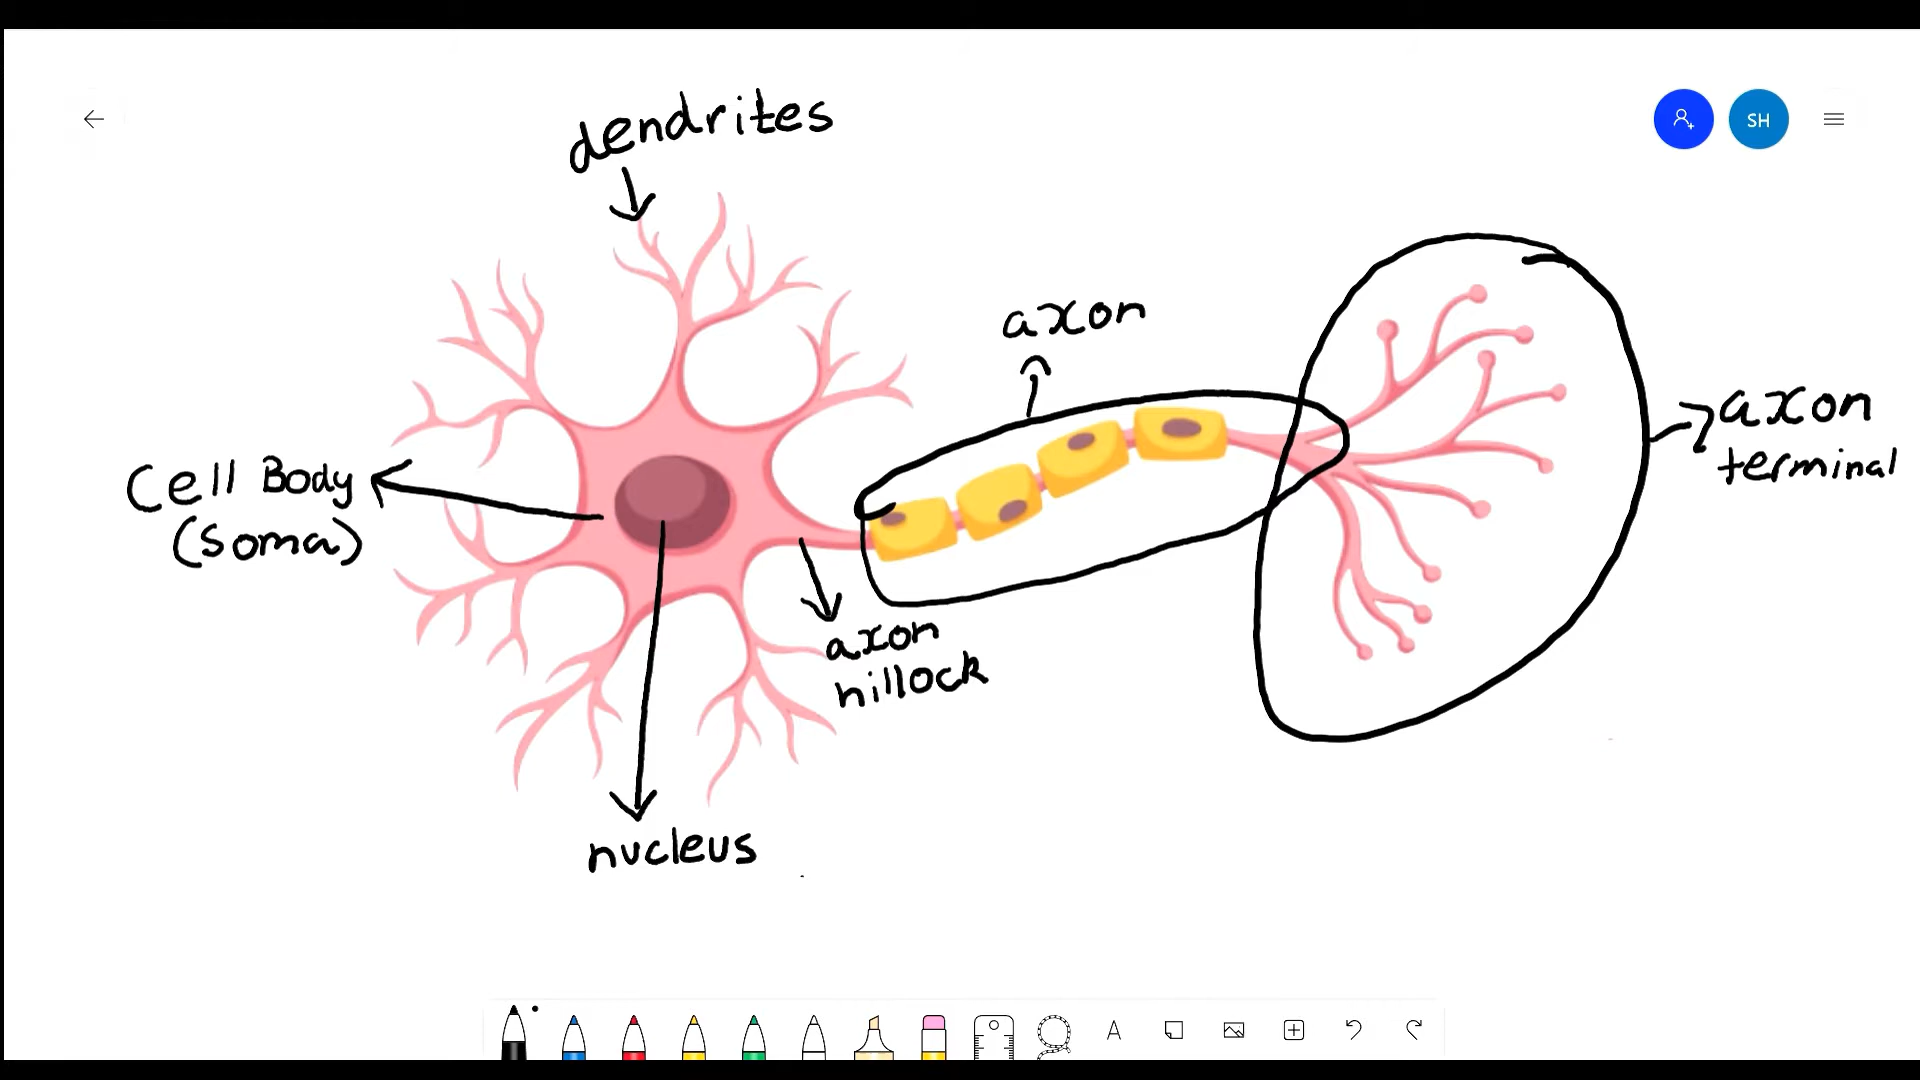 dendrites
SH
axon
axon
terminal
Cell Body
(Soma)
axon
hillock
nucleus
A